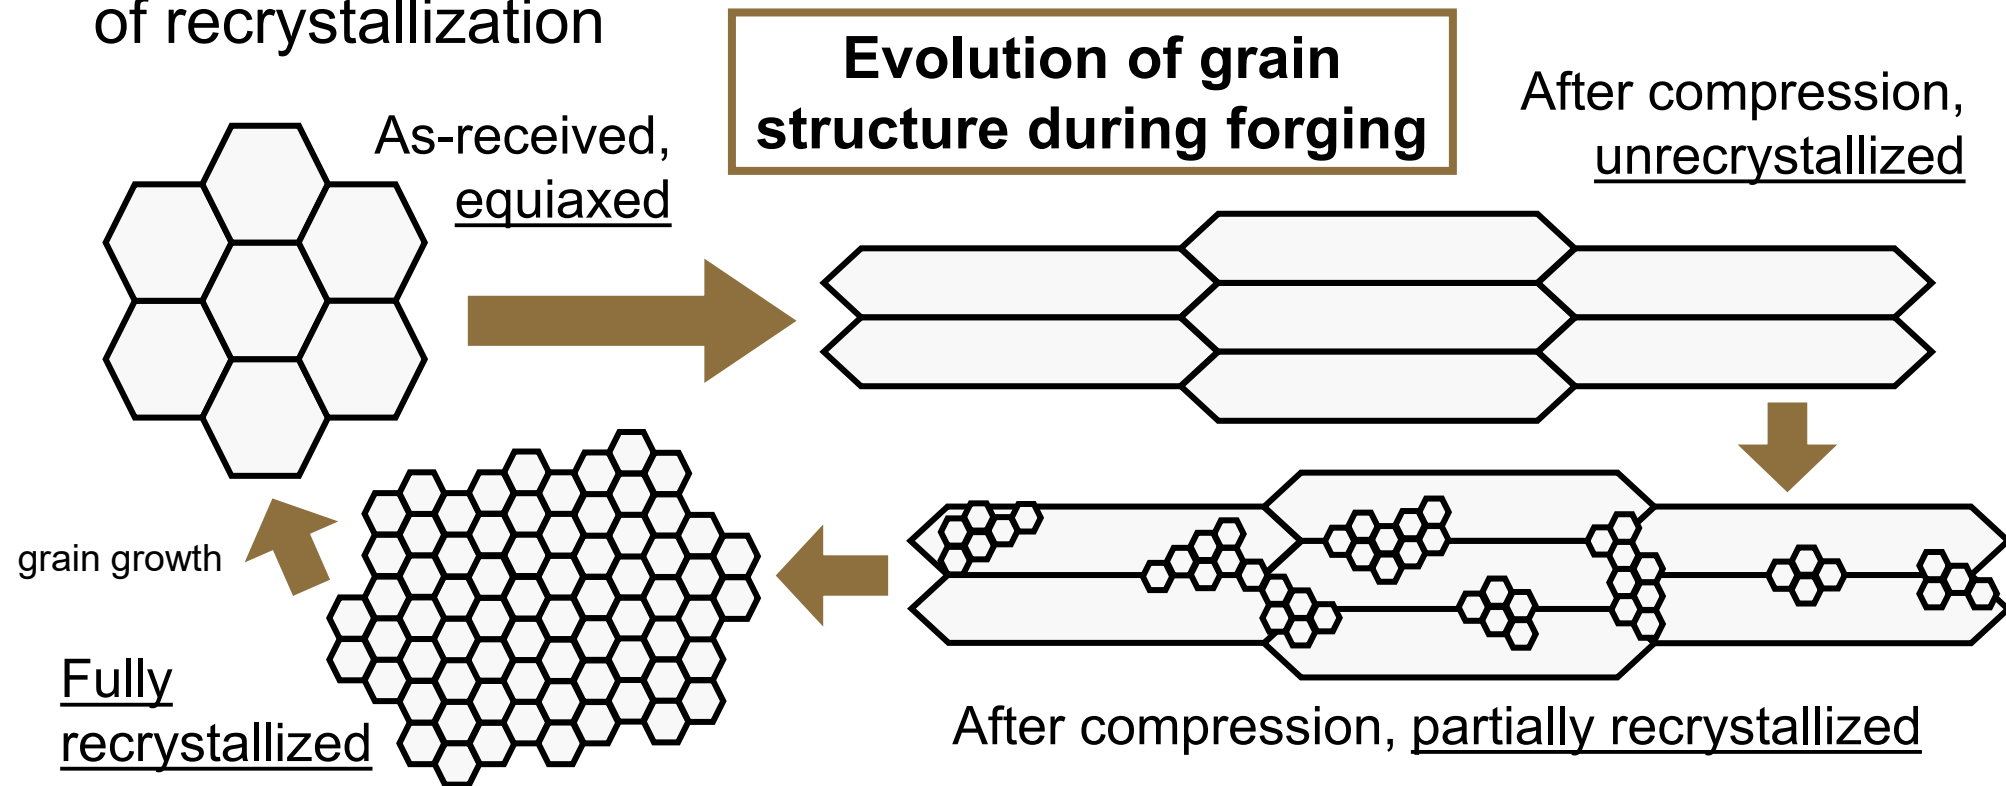 of recrystallization
Evolution of grain
structure during forging
As-received,
equiaxed
After compression,
unrecrystallized
grain growth
Fully
recrystallized
After compression, partially recrystallized